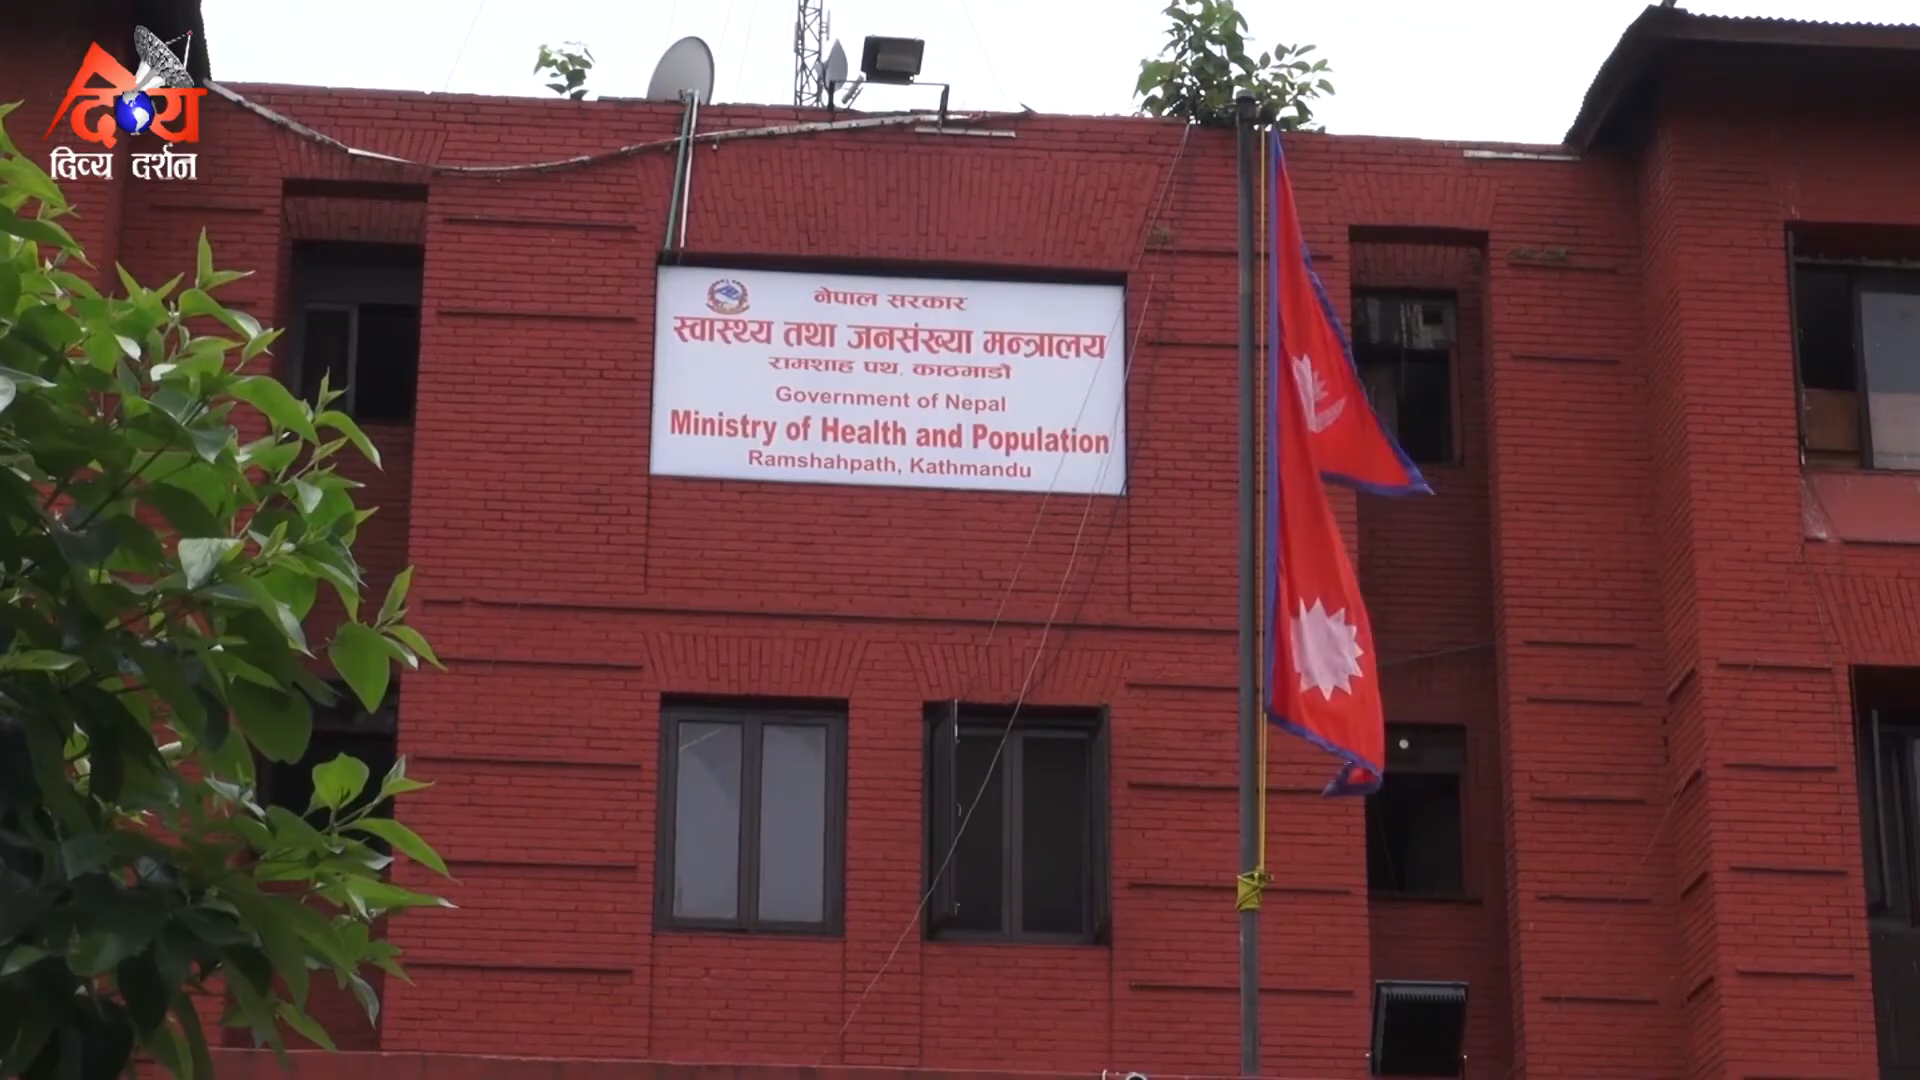 दिव्य
दिव्य दर्शन
नेपाल सरकार
स्वास्थ्य तथा जनसंख्या मन्त्रालय
रामशाह पथ, काठमाडौं
Government of Nepal
Ministry of Health and Population
Ramshahpath, Kathmandu